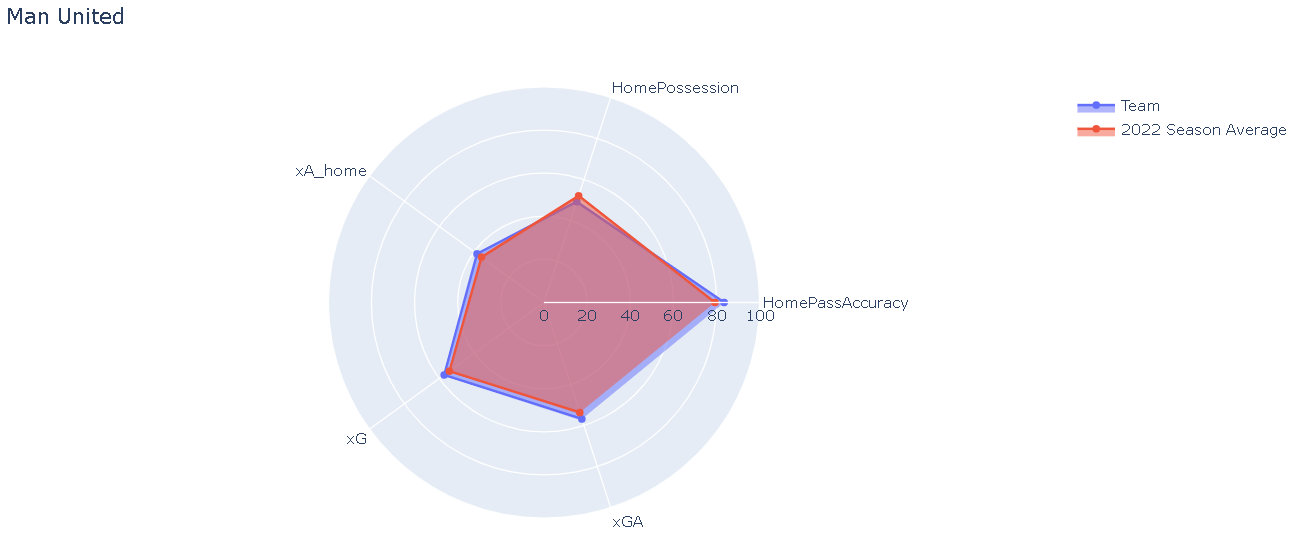 Man United
HomePossession
Team
2022 Season Average
xA_home
HomePassAccuracy
0 20 40 60 80 100
xG
xGA